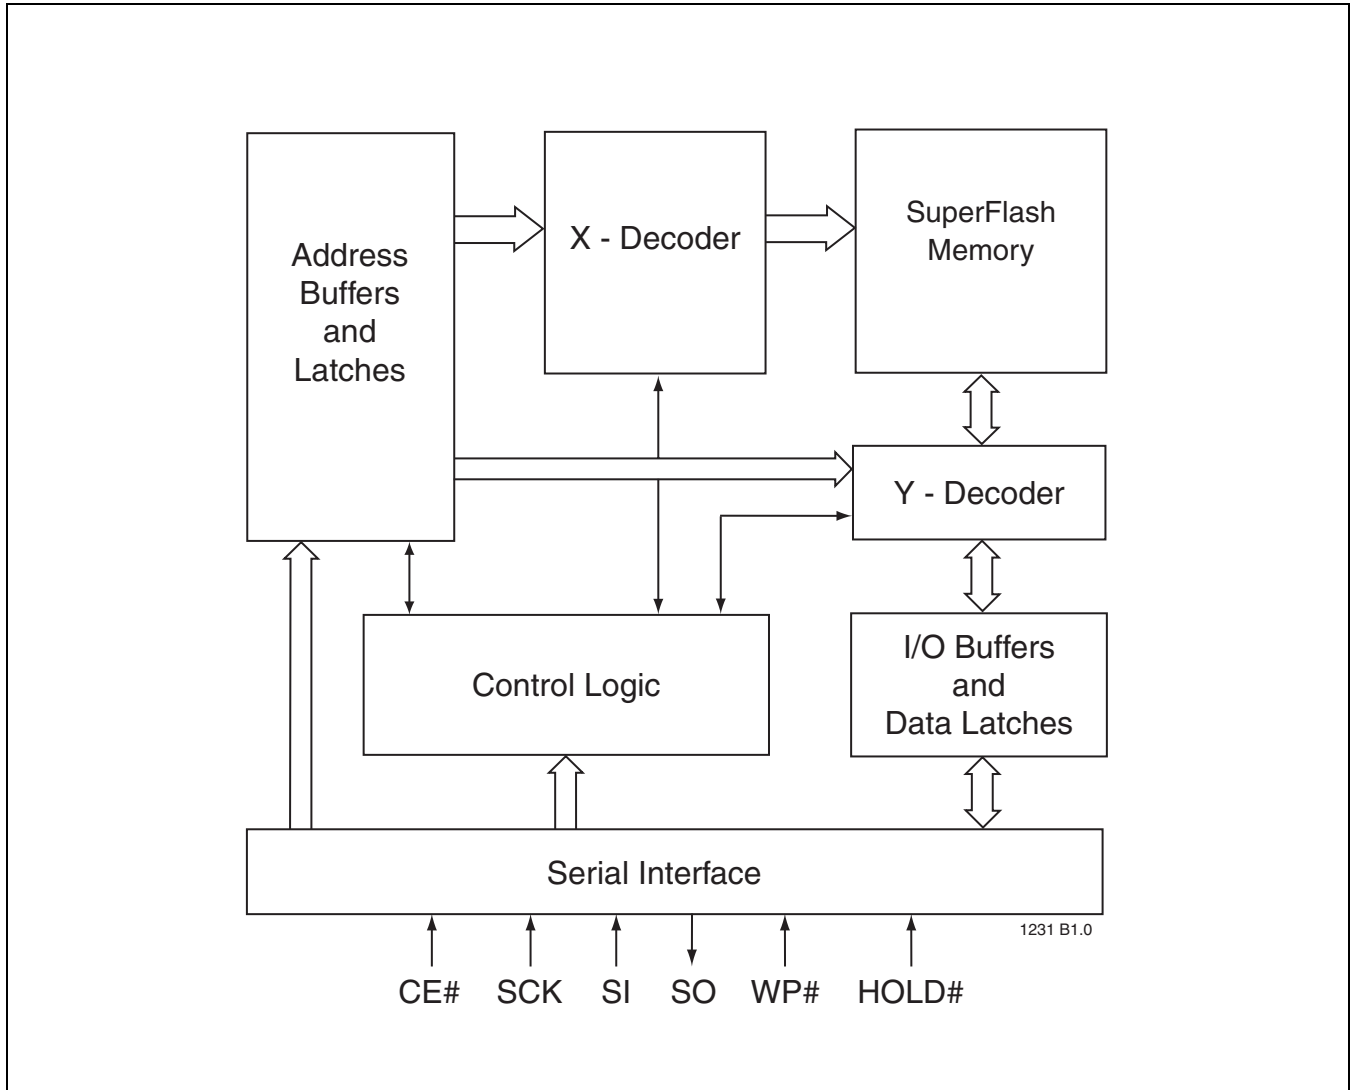 Address
Buffers
and
Latches
X - Decoder
SuperFlash
Memory
Y - Decoder
Control Logic
I/O Buffers
and
Data Latches
Serial Interface
1231 B1.0
CE# SCK SI SO WP# HOLD#